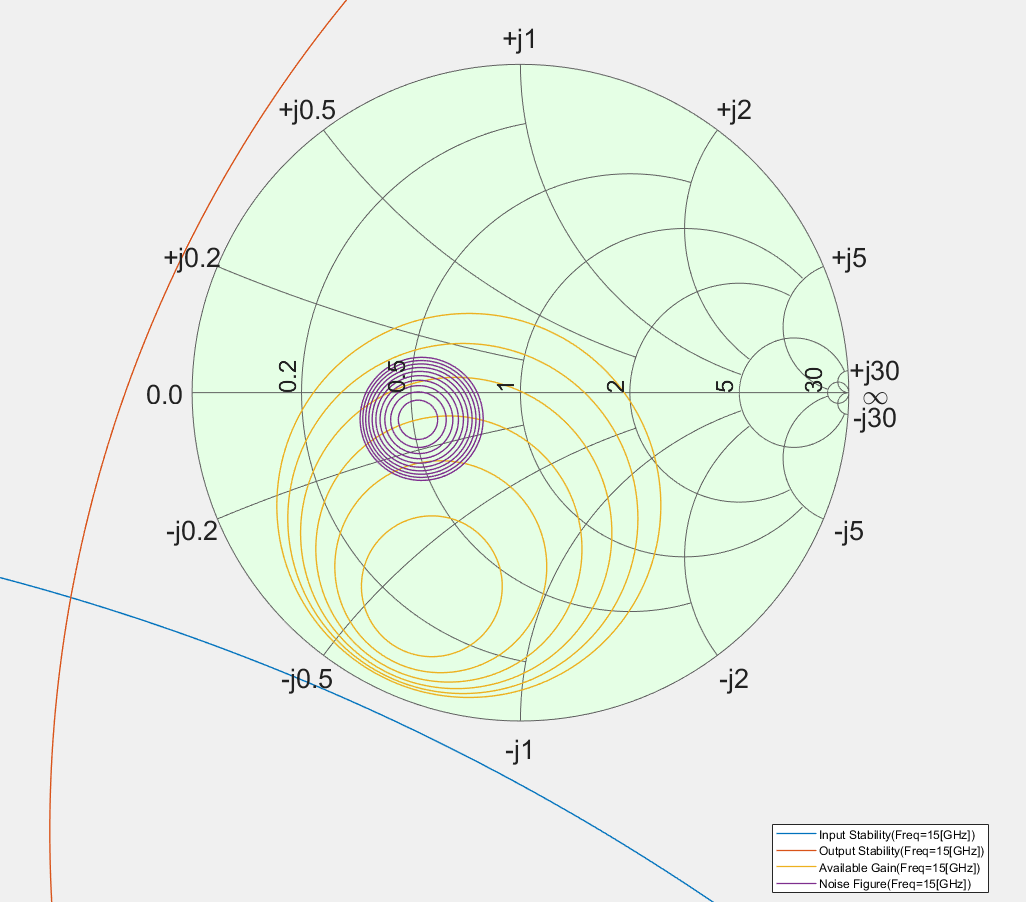 +j1
+j0.5
+j2
+j0.2
+j5
0.2
0.5
1
2
5
30
+j30
0.0
∞
-j30
-j0.2
-j5
-j0.5
-j2
-j1
Input Stability(Freq=15[GHz])
Output Stability(Freq=15[GHz])
Available Gain(Freq=15[GHz])
Noise Figure(Freq=15[GHz])